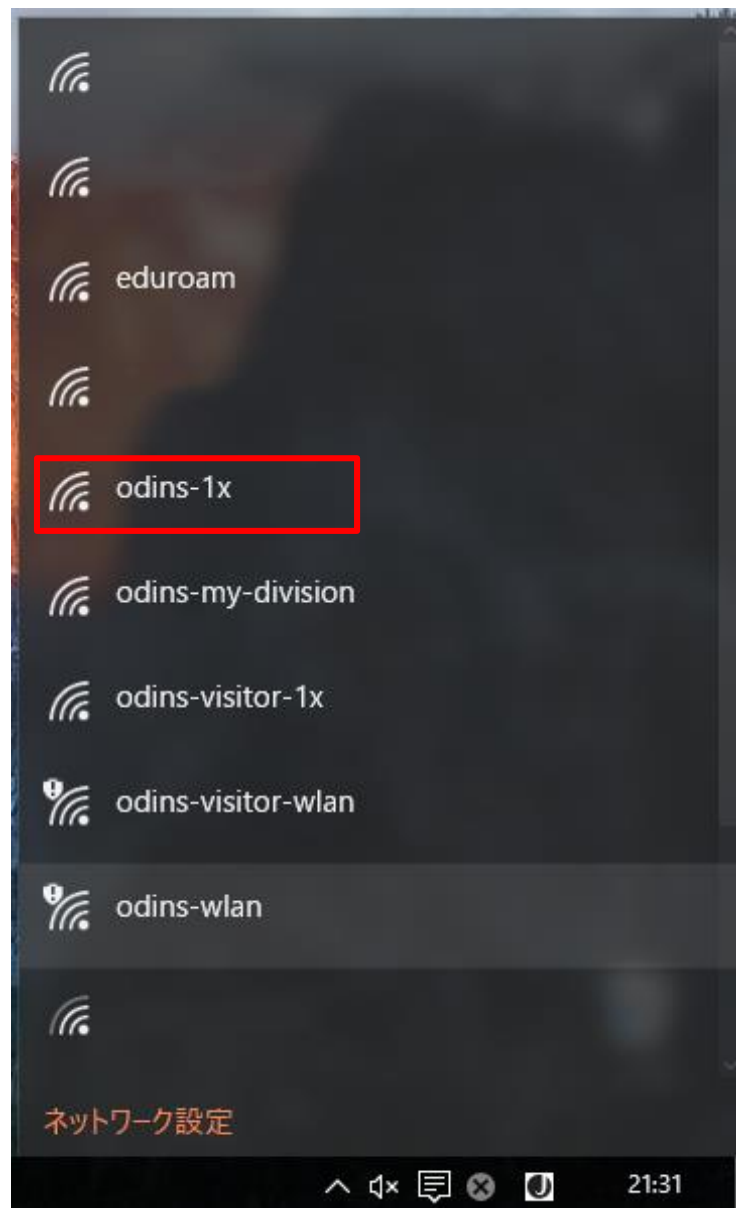 eduroam
odins-1x
odins-my-division
odins-visitor-1x
odins-visitor-wlan
odins-wlan
ネットワーク設定
21:31